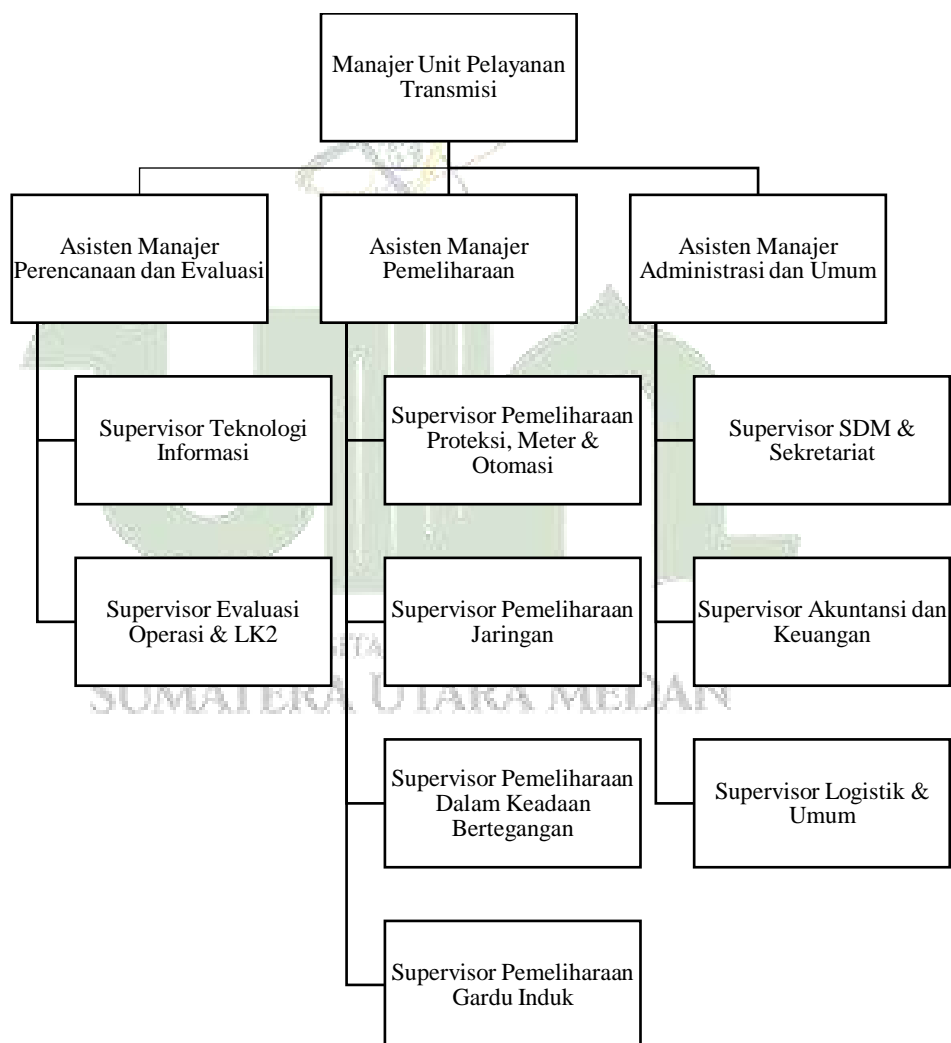 Manajer Unit Pelayanan
Transmisi
Asisten Manajer
Perencanaan dan Evaluasi
Asisten Manajer
Pemeliharaan
Asisten Manajer
Administrasi dan Umum
Supervisor Teknologi
Informasi
Supervisor Pemeliharaan
Proteksi, Meter &
Otomasi
Supervisor SDM &
Sekretariat
Supervisor Evaluasi
Operasi & LK2
Supervisor Pemeliharaan
Jaringan
Supervisor Akuntansi dan
Keuangan
SUMATERA UTARA MEDAN
Supervisor Pemeliharaan
Dalam Keadaan
Bertegangan
Supervisor Logistik &
Umum
Supervisor Pemeliharaan
Gardu Induk